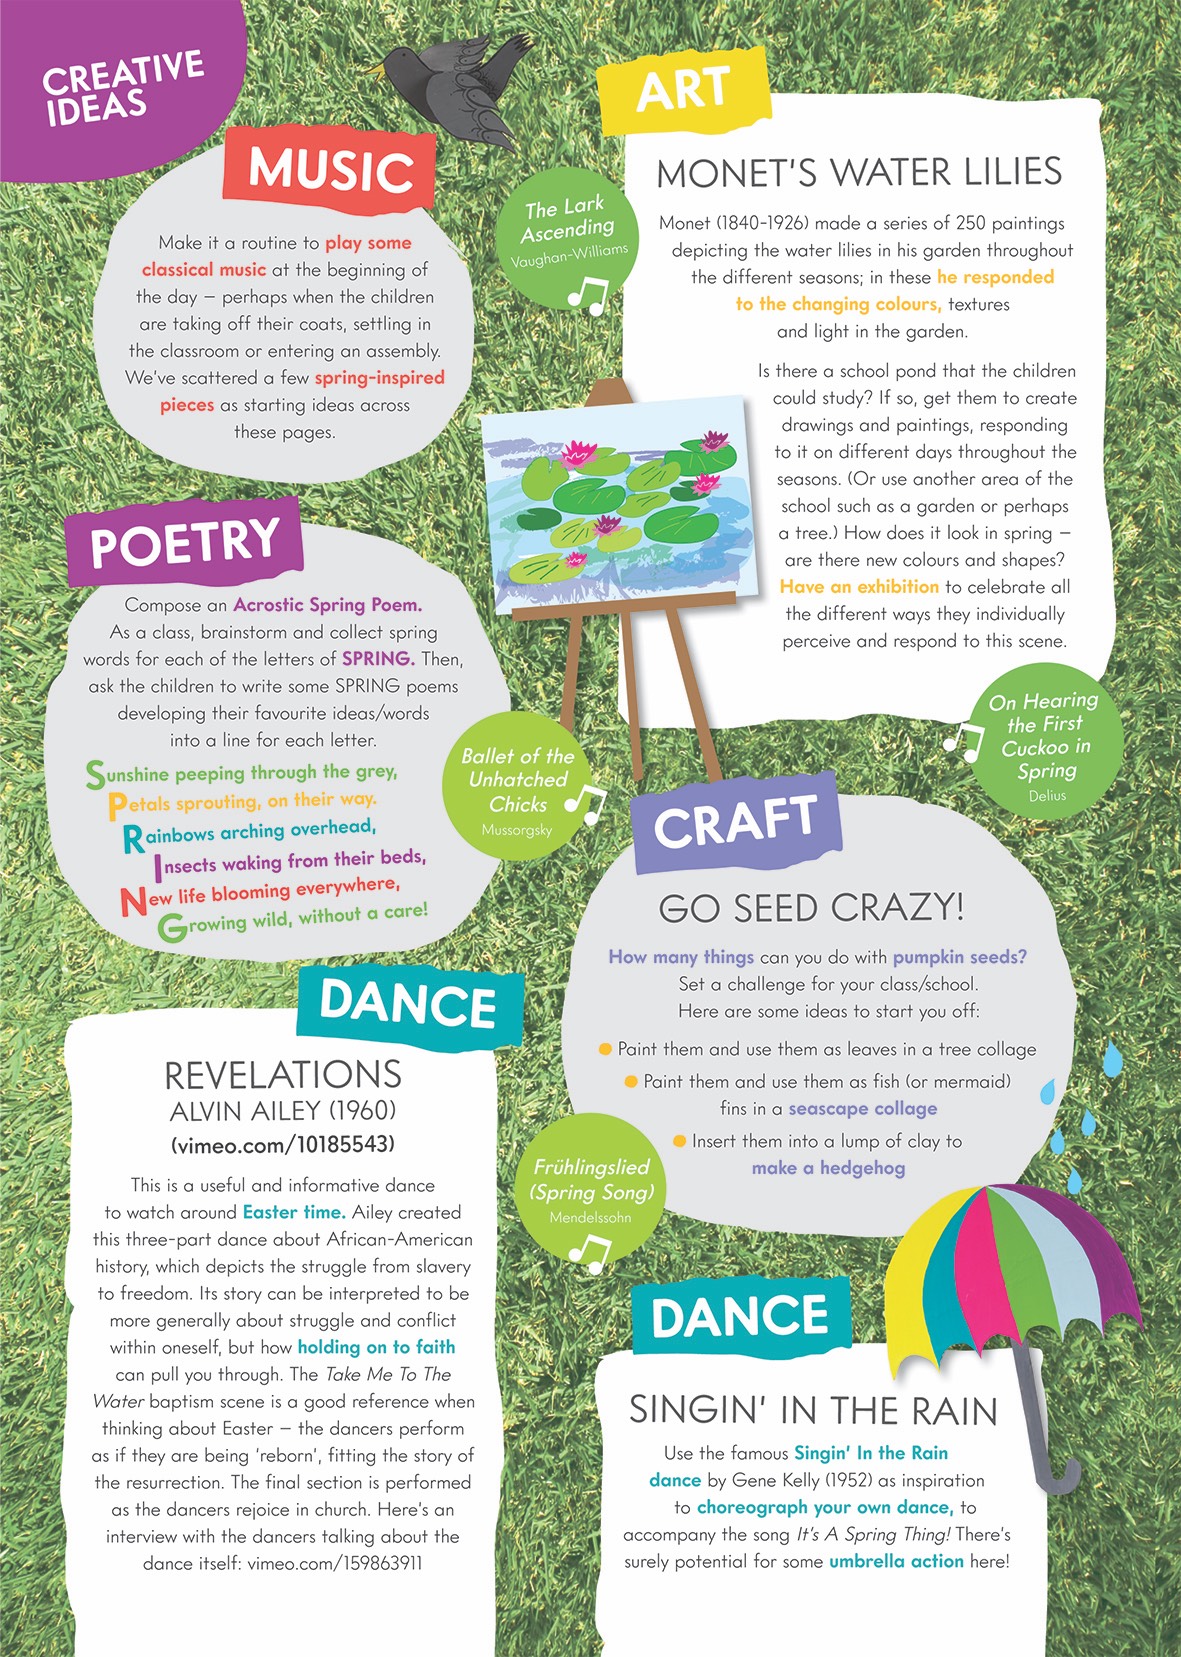 CREATIVE
IDEAS
MUSIC
Make it a routine to play some
classical music at the beginning of
the day – perhaps when the children
are taking off their coats, settling in
the classroom or entering an assembly.
We've scattered a few spring-inspired
pieces as starting ideas across
these pages.
The Lark
Ascending
Vaughan-Williams
ART
MONET'S WATER LILIES
Monet (1840-1926) made a series of 250 paintings
depicting the water lilies in his garden throughout
the different seasons; in these he responded
to the changing colours, textures
and light in the garden.
Is there a school pond that the children
could study? If so, get them to create
drawings and paintings, responding
to it on different days throughout the
seasons. (Or use another area of the
school such as a garden or perhaps
a tree.) How does it look in spring –
are there new colours and shapes?
Have an exhibition to celebrate all
the different ways they individually
perceive and respond to this scene.
POETRY
Compose an Acrostic Spring Poem.
As a class, brainstorm and collect spring
words for each of the letters of SPRING. Then,
ask the children to write some SPRING poems
developing their favourite ideas/words
into a line for each letter.
Sunshine peeping through the grey,
Petals sprouting, on their way.
Rainbows arching overhead,
Insects waking from their beds,
New life blooming everywhere,
Growing wild, without a care!
Ballet of the
Unhatched
Chicks
Mussorgsky
On Hearing
the First
Cuckoo in
Spring
Delius
CRAFT
GO SEED CRAZY!
How many things can you do with pumpkin seeds?
Set a challenge for your class/school.
Here are some ideas to start you off:
● Paint them and use them as leaves in a tree collage
● Paint them and use them as fish (or mermaid)
fins in a seascape collage
● Insert them into a lump of clay to
make a hedgehog
DANCE
REVELATIONS
ALVIN AILEY (1960)
(vimeo.com/10185543)
This is a useful and informative dance
to watch around Easter time. Ailey created
this three-part dance about African-American
history, which depicts the struggle from slavery
to freedom. Its story can be interpreted to be
more generally about struggle and conflict
within oneself, but how holding on to faith
can pull you through. The Take Me To The
Water baptism scene is a good reference when
thinking about Easter – the dancers perform
as if they are being 'reborn', fitting the story of
the resurrection. The final section is performed
as the dancers rejoice in church. Here's an
interview with the dancers talking about the
dance itself: vimeo.com/159863911
Frühlingslied
(Spring Song)
Mendelssohn
DANCE
SINGIN' IN THE RAIN
Use the famous Singin' In the Rain
dance by Gene Kelly (1952) as inspiration
to choreograph your own dance, to
accompany the song It's A Spring Thing! There's
surely potential for some umbrella action here!